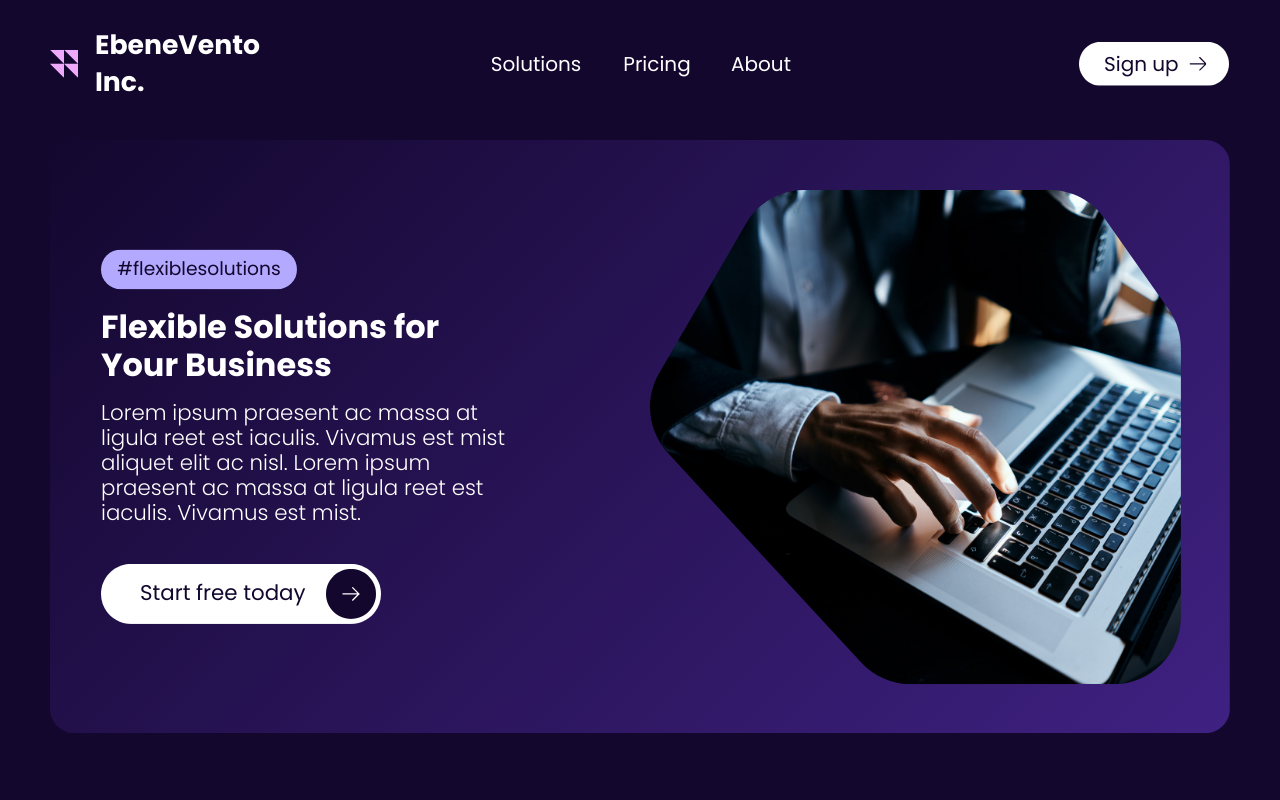 EbeneVento
Inc.
Solutions
Pricing
About
Sign up
#flexiblesolutions
Flexible Solutions for
Your Business
Lorem ipsum praesent ac massa at
ligula reet est iaculis. Vivamus est mist
aliquet elit ac nisl. Lorem ipsum
praesent ac massa at ligula reet est
iaculis. Vivamus est mist.
Start free today